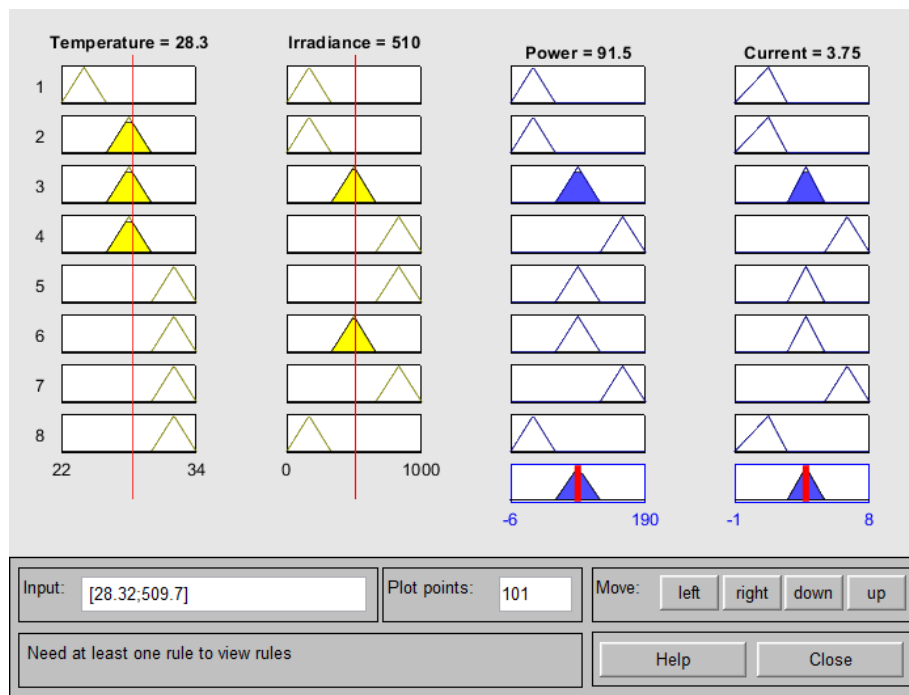 Temperature = 28.3 Irradiance = 510 Power = 91.5 Current = 3.75
1
2
3
4
5
6
7
8
22 34 0 1000
-6 190 -1 8
Input: [28.32;509.7] Plot points: 101 Move: left right down up
Need at least one rule to view rules Help Close